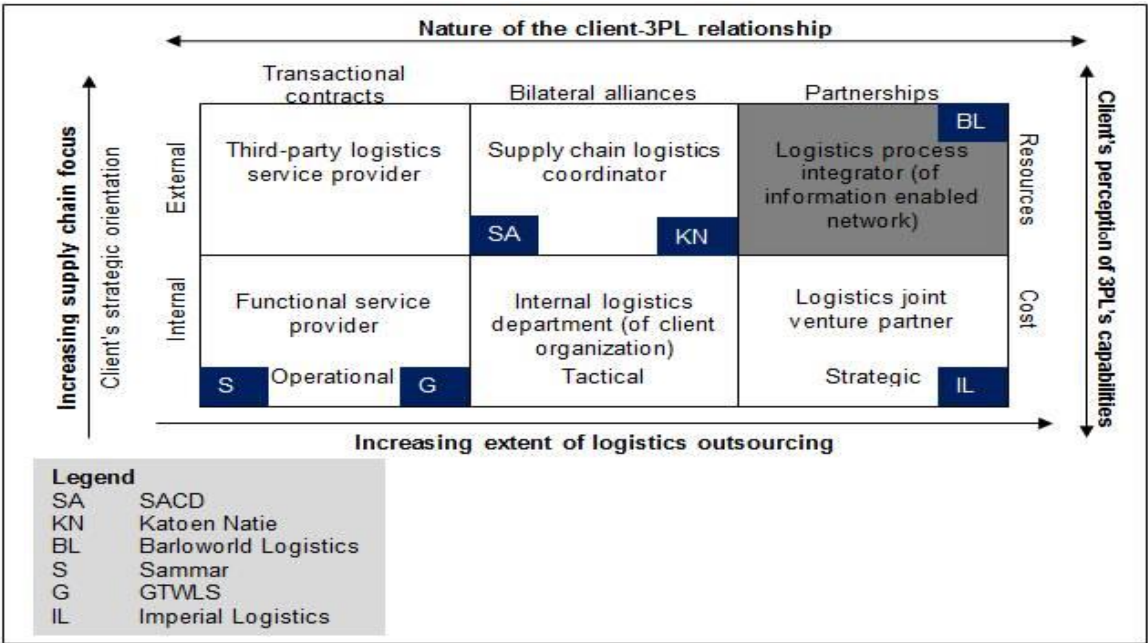 Nature of the client-3PL relationship
Transactional
contracts
Bilateral alliances
Partnerships
Increasing supply chain focus
Client's strategic orientation
External
Internal
Third-party logistics
service provider
Supply chain logistics
coordinator
SA
KN
BL
Logistics process
integrator (of
information enabled
network)
Functional service
provider
S
Operational
G
Internal logistics
department (of client
organization)
Tactical
Logistics joint
venture partner
Strategic
IL
Resources
Cost
Client's perception of 3PL's capabilities
Increasing extent of logistics outsourcing
Legend
SA SACD
KN Katoen Natie
BL Barloworld Logistics
S Sammar
G GTWLS
IL Imperial Logistics